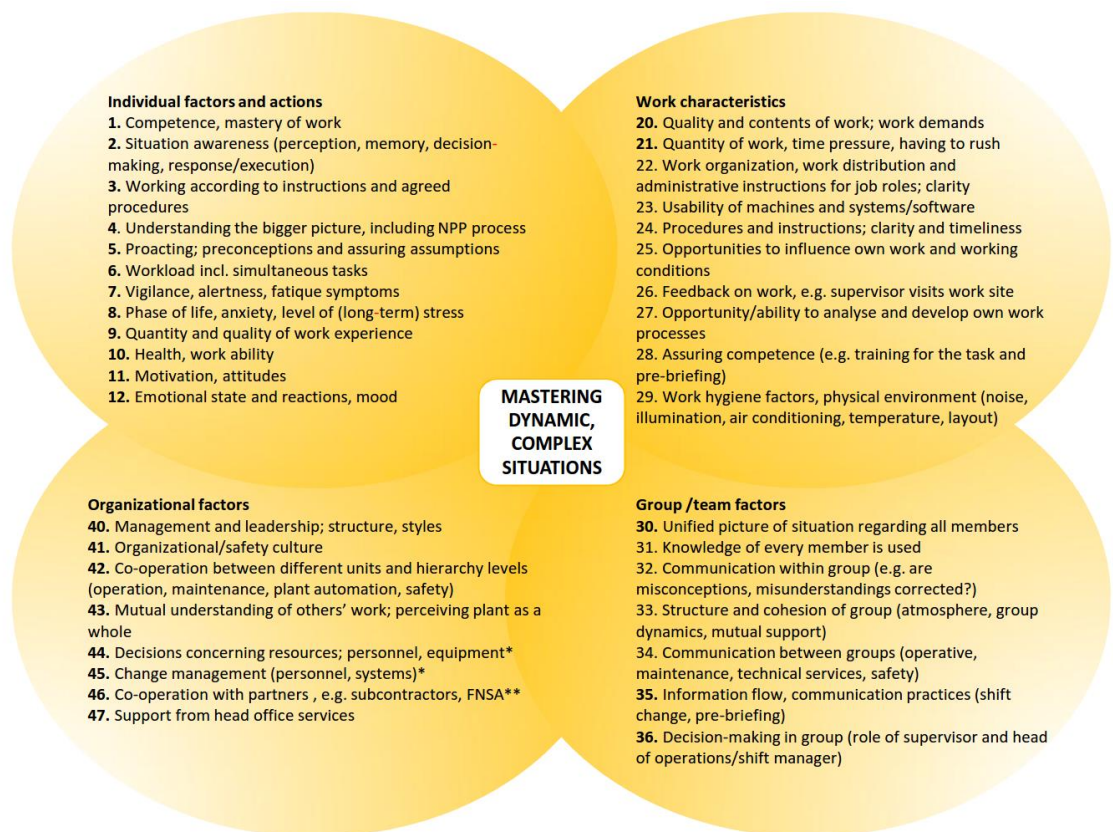 Individual factors and actions
1. Competence, mastery of work
2. Situation awareness (perception, memory, decision-
making, response/execution)
3. Working according to instructions and agreed
procedures
4. Understanding the bigger picture, including NPP process
5. Proacting; preconceptions and assuring assumptions
6. Workload incl. simultaneous tasks
7. Vigilance, alertness, fatique symptoms
8. Phase of life, anxiety, level of (long-term) stress
9. Quantity and quality of work experience
10. Health, work ability
11. Motivation, attitudes
12. Emotional state and reactions, mood
Work characteristics
20. Quality and contents of work; work demands
21. Quantity of work, time pressure, having to rush
22. Work organization, work distribution and
administrative instructions for job roles; clarity
23. Usability of machines and systems/software
24. Procedures and instructions; clarity and timeliness
25. Opportunities to influence own work and working
conditions
26. Feedback on work, e.g. supervisor visits work site
27. Opportunity/ability to analyse and develop own work
processes
28. Assuring competence (e.g. training for the task and
pre-briefing)
29. Work hygiene factors, physical environment (noise,
illumination, air conditioning, temperature, layout)
MASTERING
DYNAMIC,
COMPLEX
SITUATIONS
Organizational factors
40. Management and leadership; structure, styles
41. Organizational/safety culture
42. Co-operation between different units and hierarchy levels
(operation, maintenance, plant automation, safety)
43. Mutual understanding of others’ work; perceiving plant as a
whole
44. Decisions concerning resources; personnel, equipment*
45. Change management (personnel, systems)*
46. Co-operation with partners , e.g. subcontractors, FNSA**
47. Support from head office services
Group /team factors
30. Unified picture of situation regarding all members
31. Knowledge of every member is used
32. Communication within group (e.g. are
misconceptions, misunderstandings corrected?)
33. Structure and cohesion of group (atmosphere, group
dynamics, mutual support)
34. Communication between groups (operative,
maintenance, technical services, safety)
35. Information flow, communication practices (shift
change, pre-briefing)
36. Decision-making in group (role of supervisor and head
of operations/shift manager)